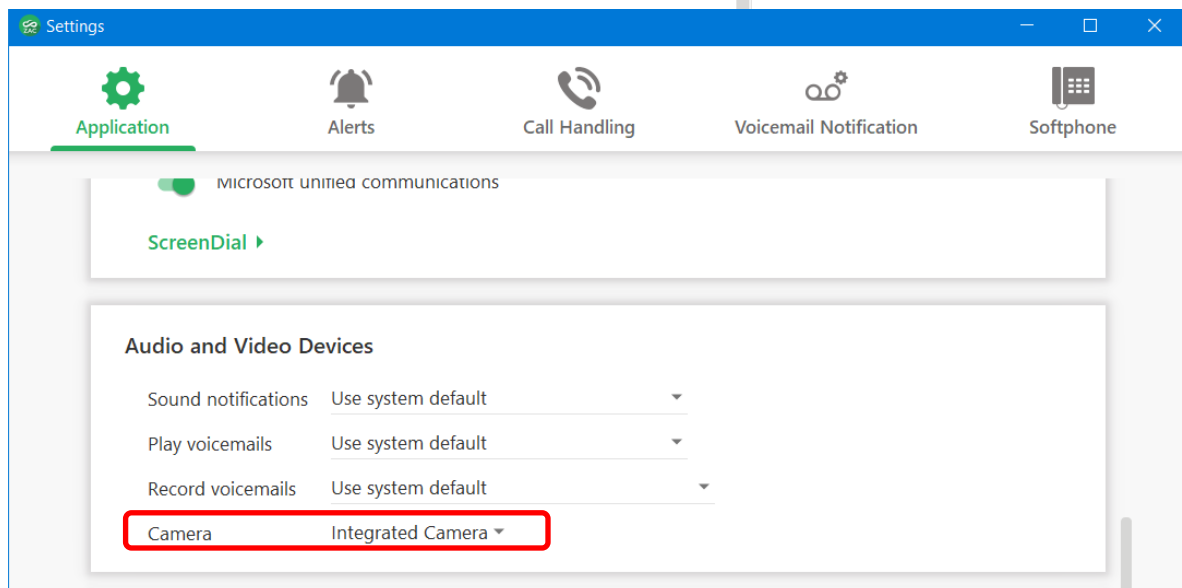 ZAC Settings
Application Alerts Call Handling Voicemail Notification Softphone
Microsoft unified communications
ScreenDial
Audio and Video Devices
Sound notifications Use system default
Play voicemails Use system default
Record voicemails Use system default
Camera Integrated Camera